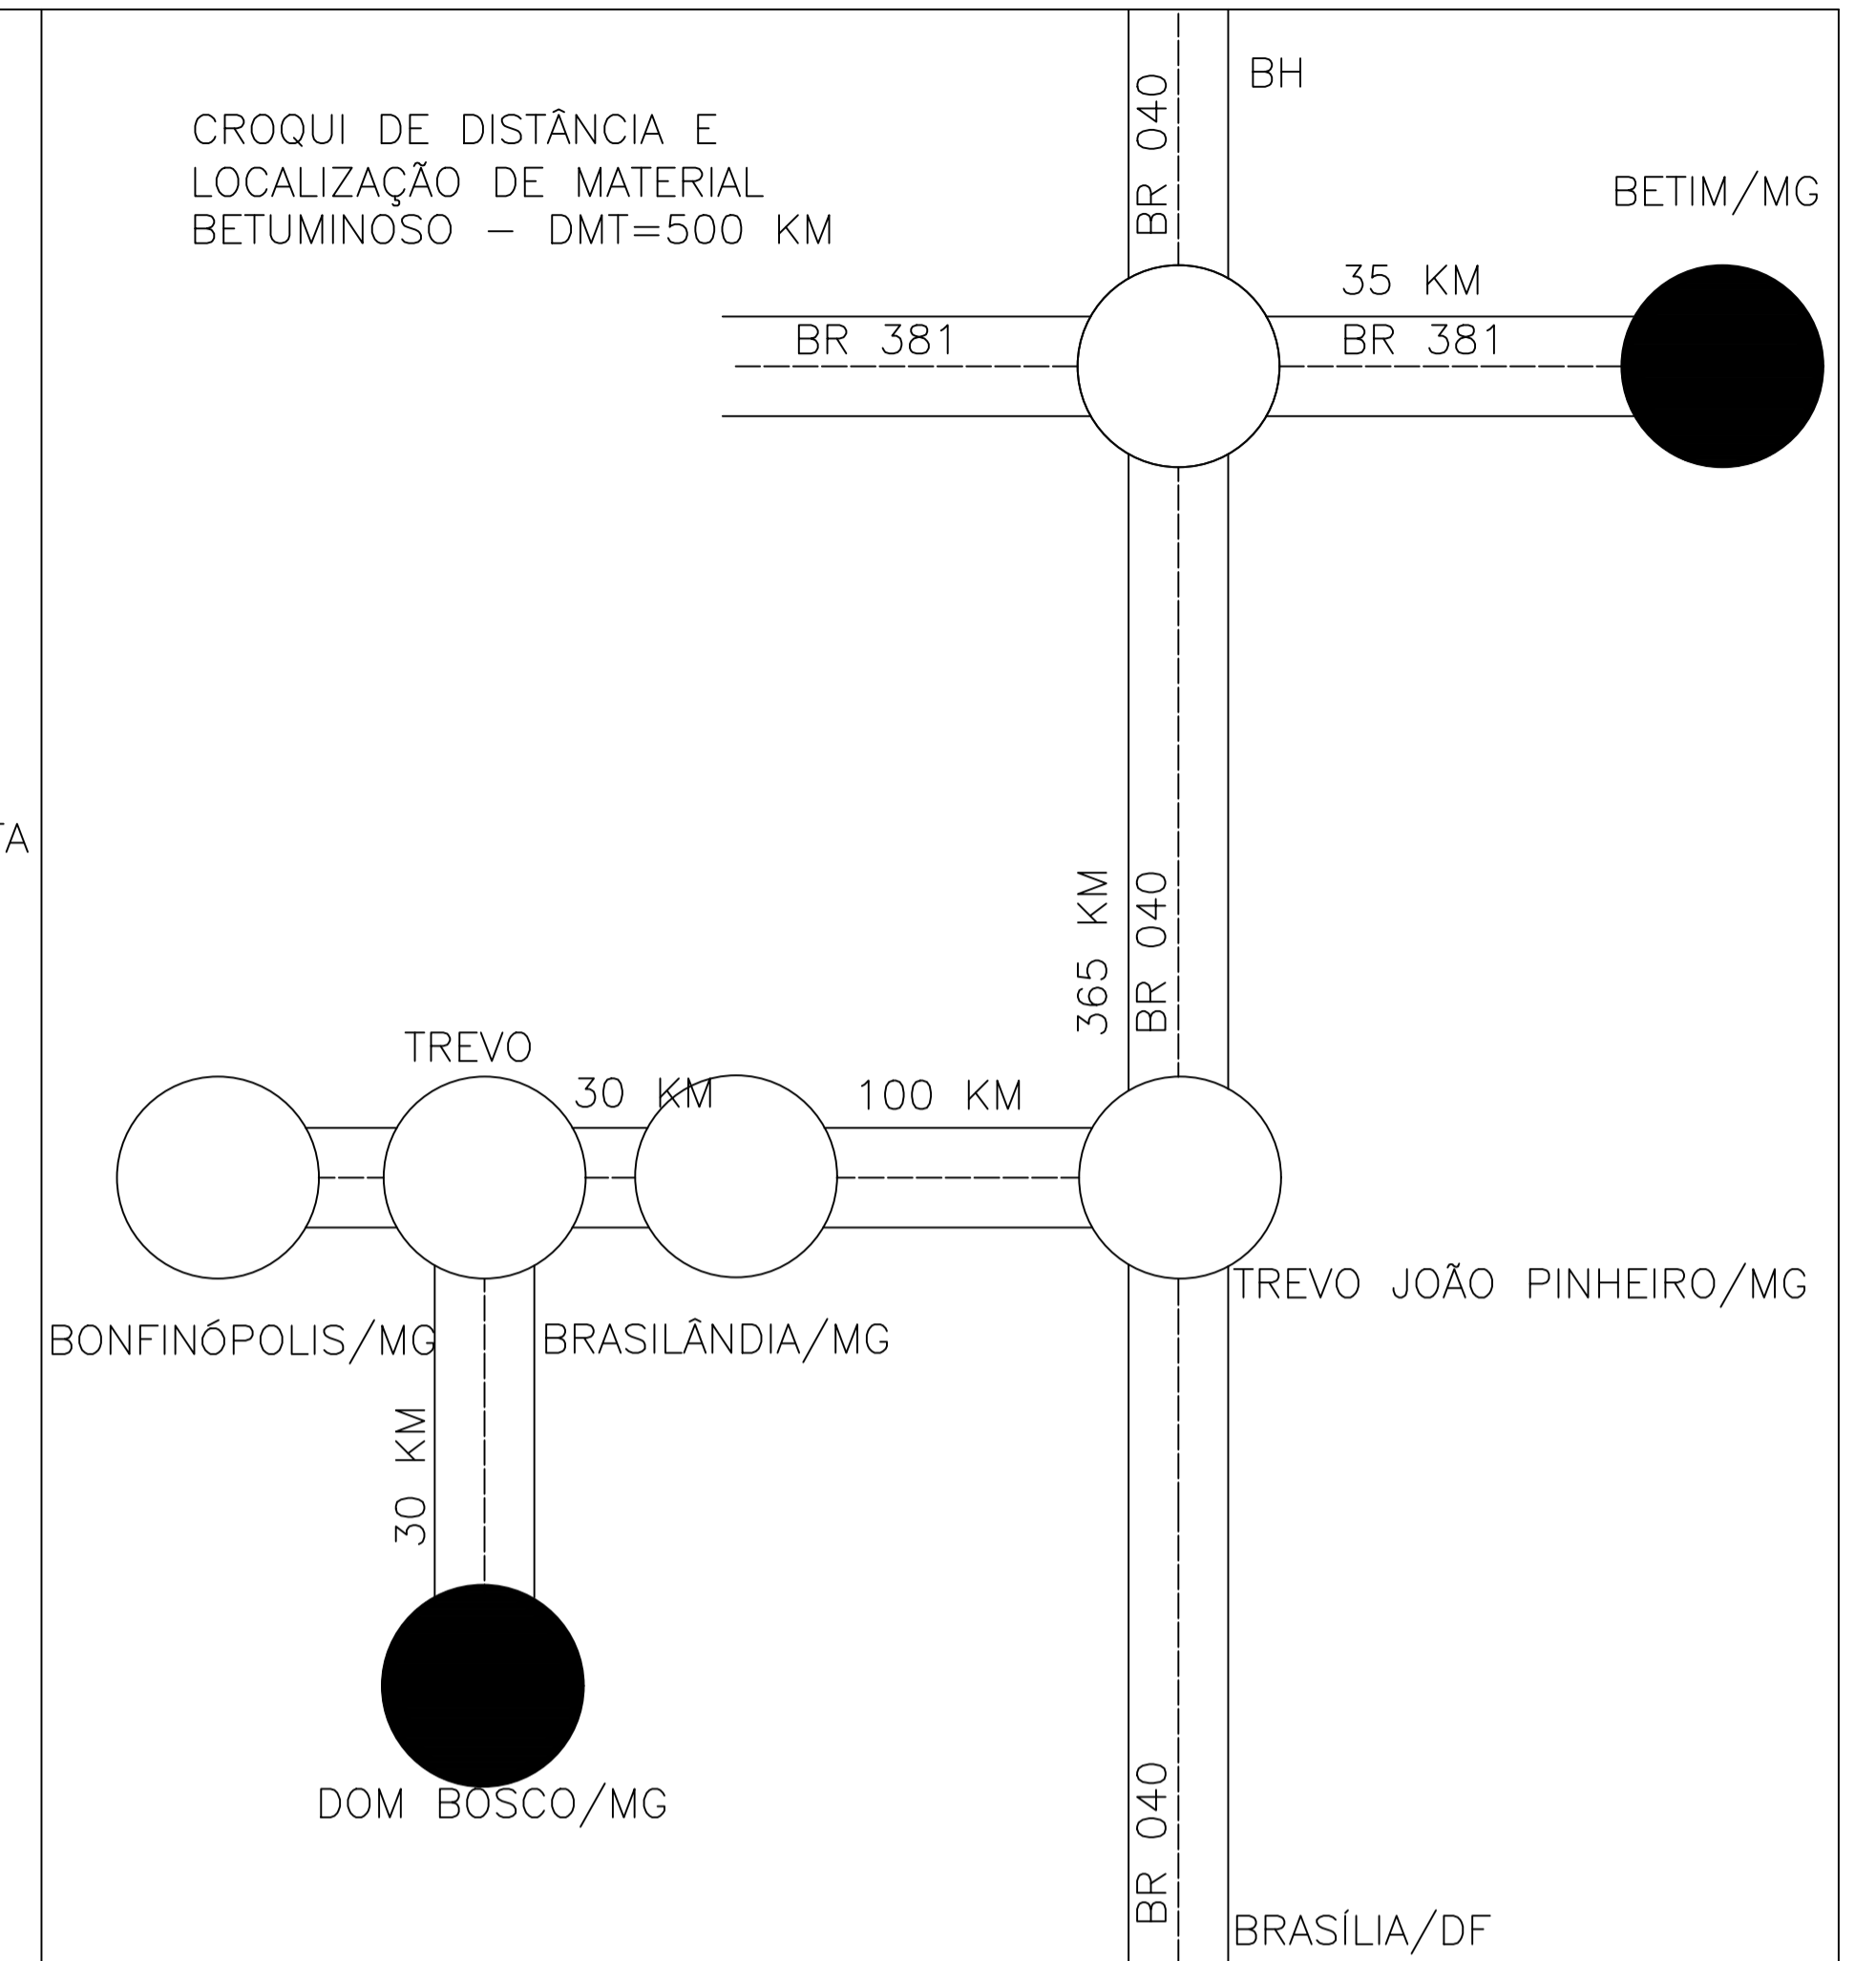 CROQUI DE DISTÂNCIA E
LOCALIZAÇÃO DE MATERIAL
BETUMINOSO – DMT=500 KM
BH
BR 040
BETIM/MG
35 KM
BR 381
BR 381
TA
365 KM
BR 040
TREVO
30 KM
100 KM
TREVO JOÃO PINHEIRO/MG
BONFINÓPOLIS/MG
BRASILÂNDIA/MG
30 KM
DOM BOSCO/MG
BR 040
BRASÍLIA/DF